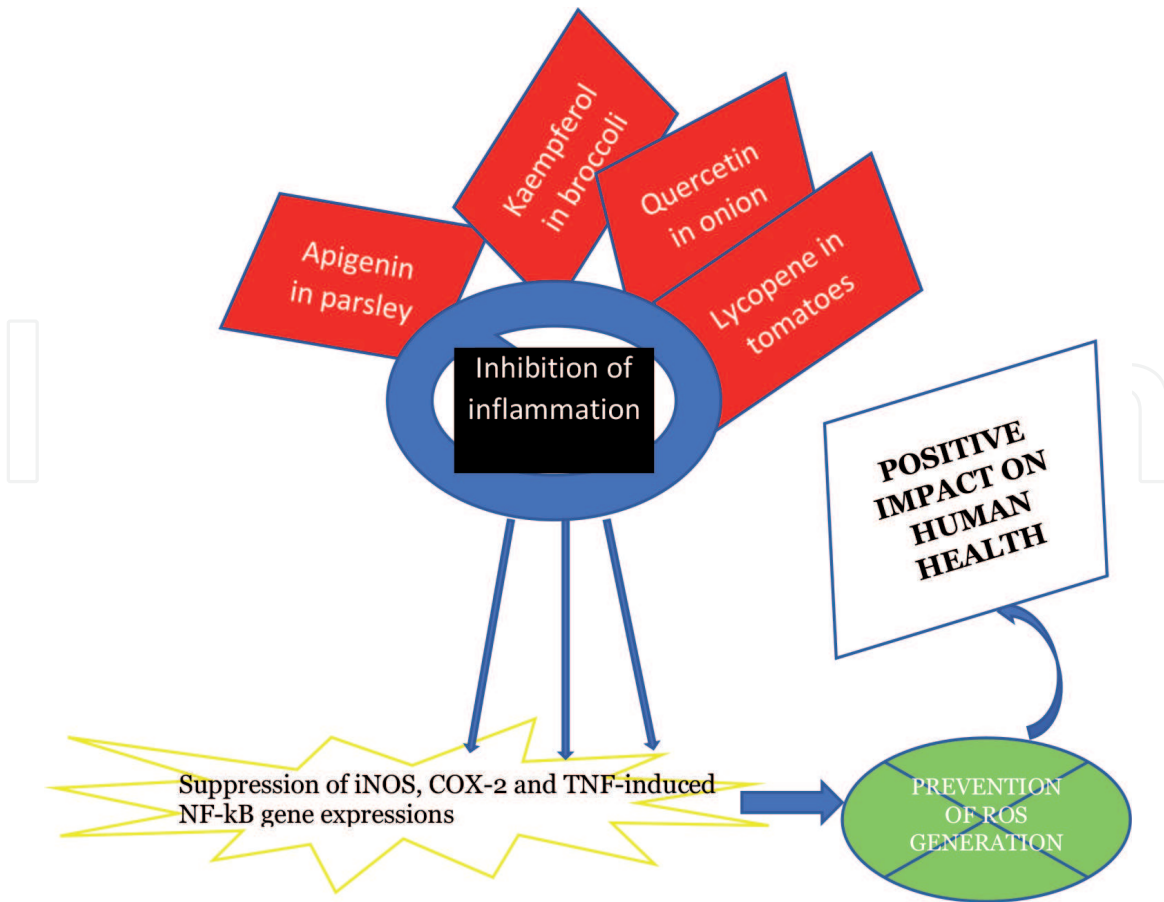 Kaempferol
in broccoli
Quercetin
in onion
Apigenin
in parsley
Lycopene in
tomatoes
Inhibition of
inflammation
POSITIVE
IMPACT ON
HUMAN
HEALTH
Suppression of iNOS, COX-2 and TNF-induced
NF-kB gene expressions
PREVENTION
OF ROS
GENERATION